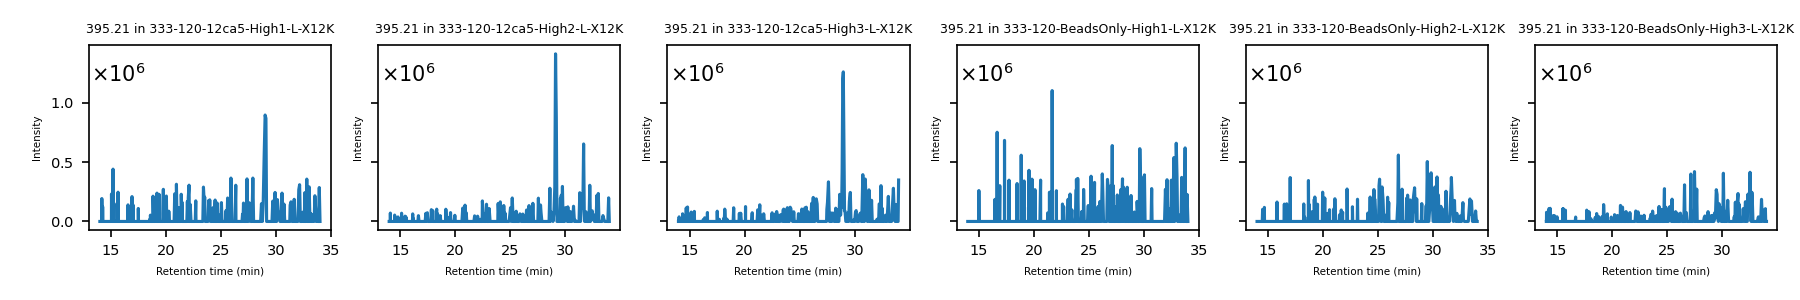 395.21 in 333-120-12ca5-High1-L-X12K
395.21 in 333-120-12ca5-High2-L-X12K
395.21 in 333-120-12ca5-High3-L-X12K
395.21 in 333-120-BeadsOnly-High1-L-X12K
395.21 in 333-120-BeadsOnly-High2-L-X12K
395.21 in 333-120-BeadsOnly-High3-L-X12K
×10⁶
×10⁶
×10⁶
×10⁶
×10⁶
×10⁶
1.0
0.5
0.0
Intensity
Intensity
Intensity
Intensity
Intensity
Intensity
15 20 25 30 35
15 20 25 30
15 20 25 30
15 20 25 30 35
15 20 25 30 35
15 20 25 30
Retention time (min)
Retention time (min)
Retention time (min)
Retention time (min)
Retention time (min)
Retention time (min)